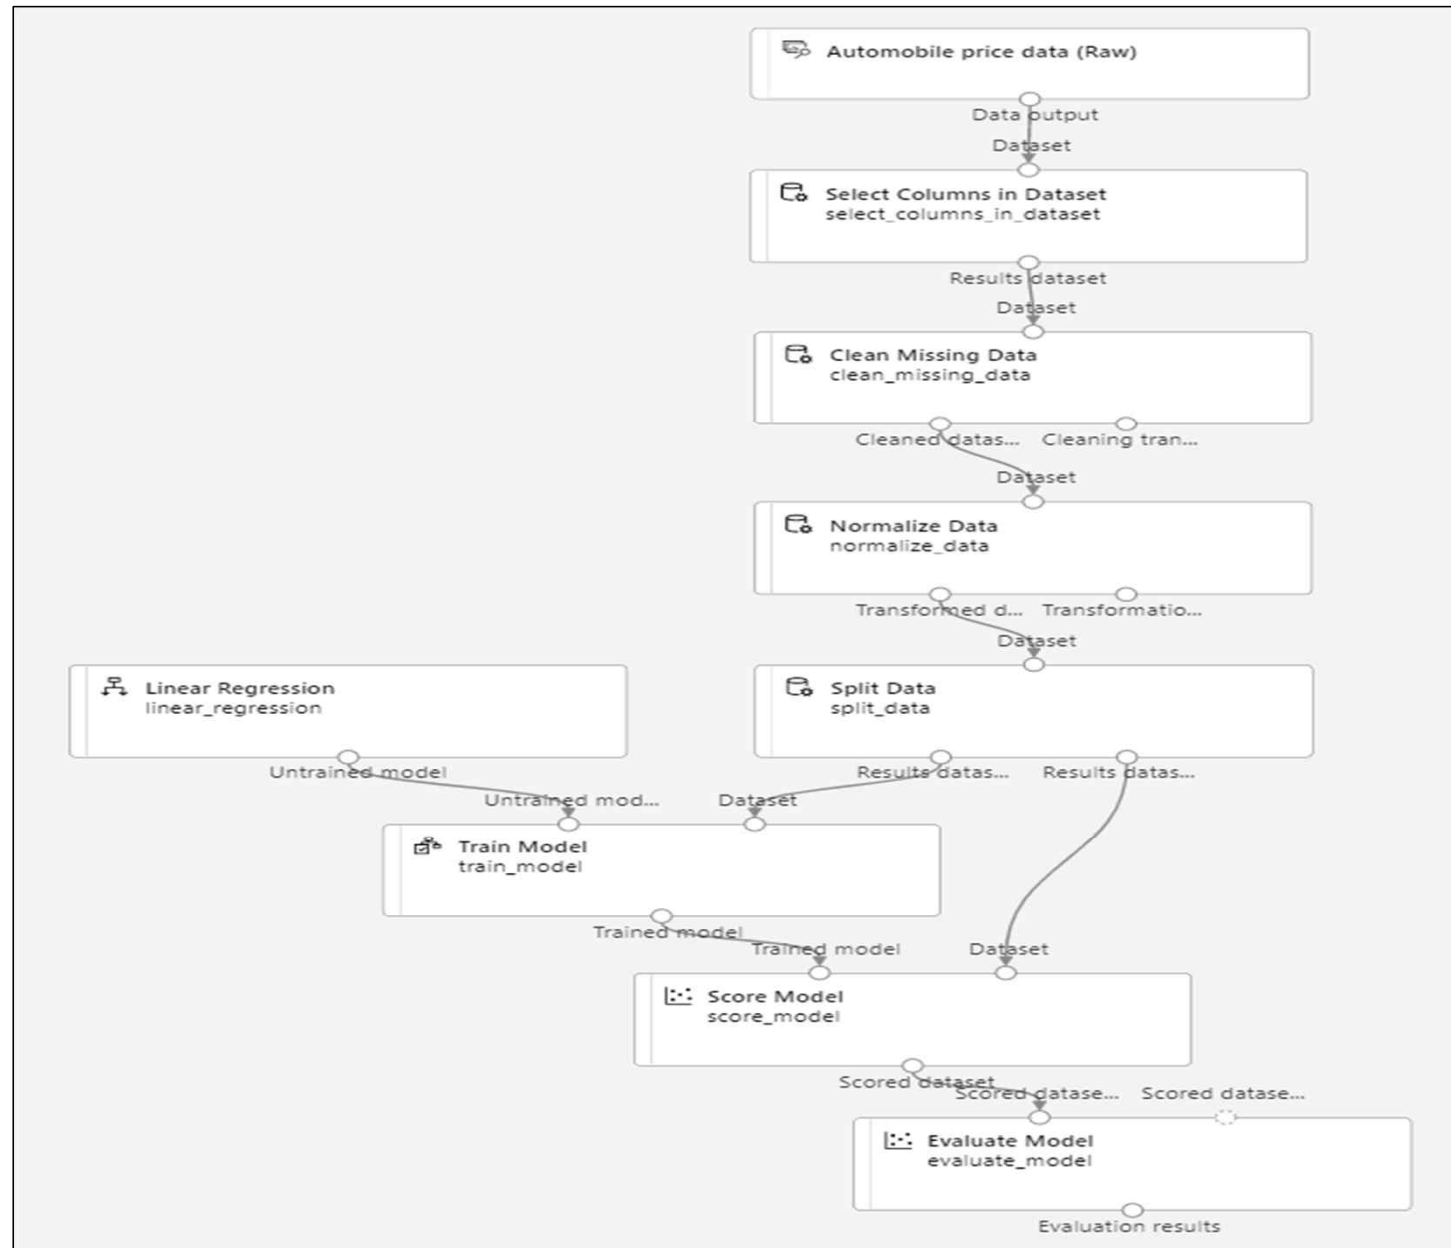 Automobile price data (Raw)
Data output
Dataset
Select Columns in Dataset
select_columns_in_dataset
Results dataset
Dataset
Clean Missing Data
clean_missing_data
Cleaned datas... Cleaning tran...
Dataset
Normalize Data
normalize_data
Transformed d... Transformatio...
Dataset
Linear Regression
linear_regression
Untrained model
Split Data
split_data
Results datas... Results datas...
Untrained mod... Dataset
Train Model
train_model
Trained model
Trained model Dataset
Score Model
score_model
Scored dataset
Scored datase... Scored datase...
Evaluate Model
evaluate_model
Evaluation results